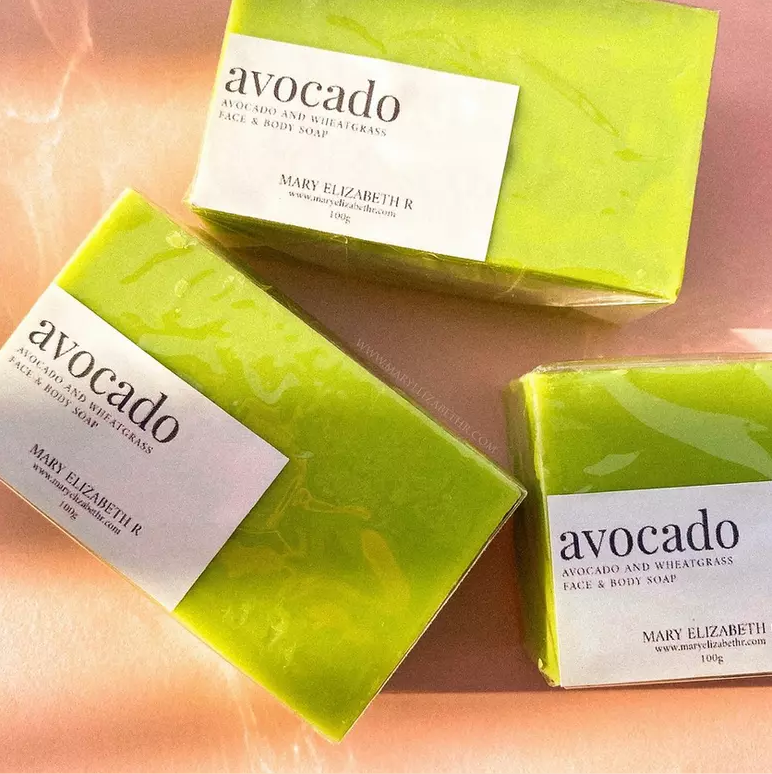 avocado
AVOCADO AND WHEATGRASS
FACE & BODY SOAP
MARY ELIZABETH R
www.maryelizabethr.com
100g
avocado
AVOCADO AND WHEATGRASS
FACE & BODY SOAP
MARY ELIZABETH R
www.maryelizabethr.com
100g
WWW.MARYELIZABETHR.COM
avocado
AVOCADO AND WHEATGRASS
FACE & BODY SOAP
MARY ELIZABETH
www.maryelizabethr.com
100g